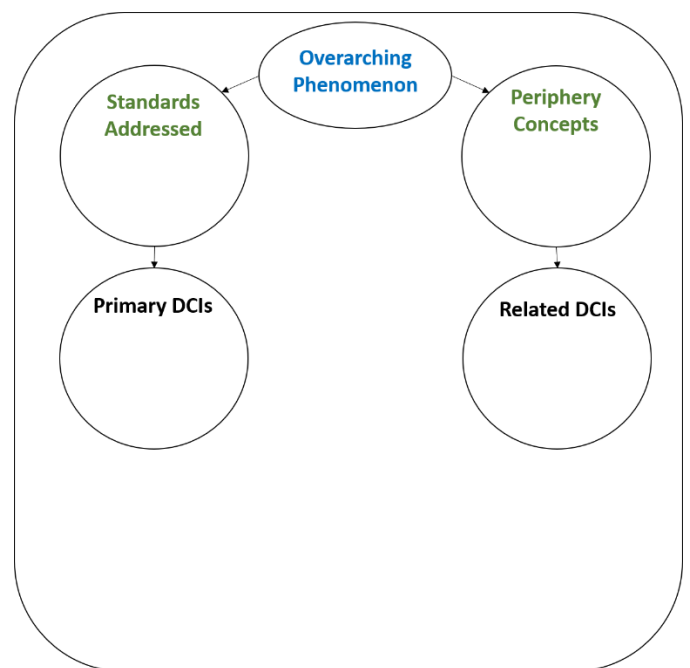 Overarching
Phenomenon
Standards
Addressed
Periphery
Concepts
Primary DCIs
Related DCIs